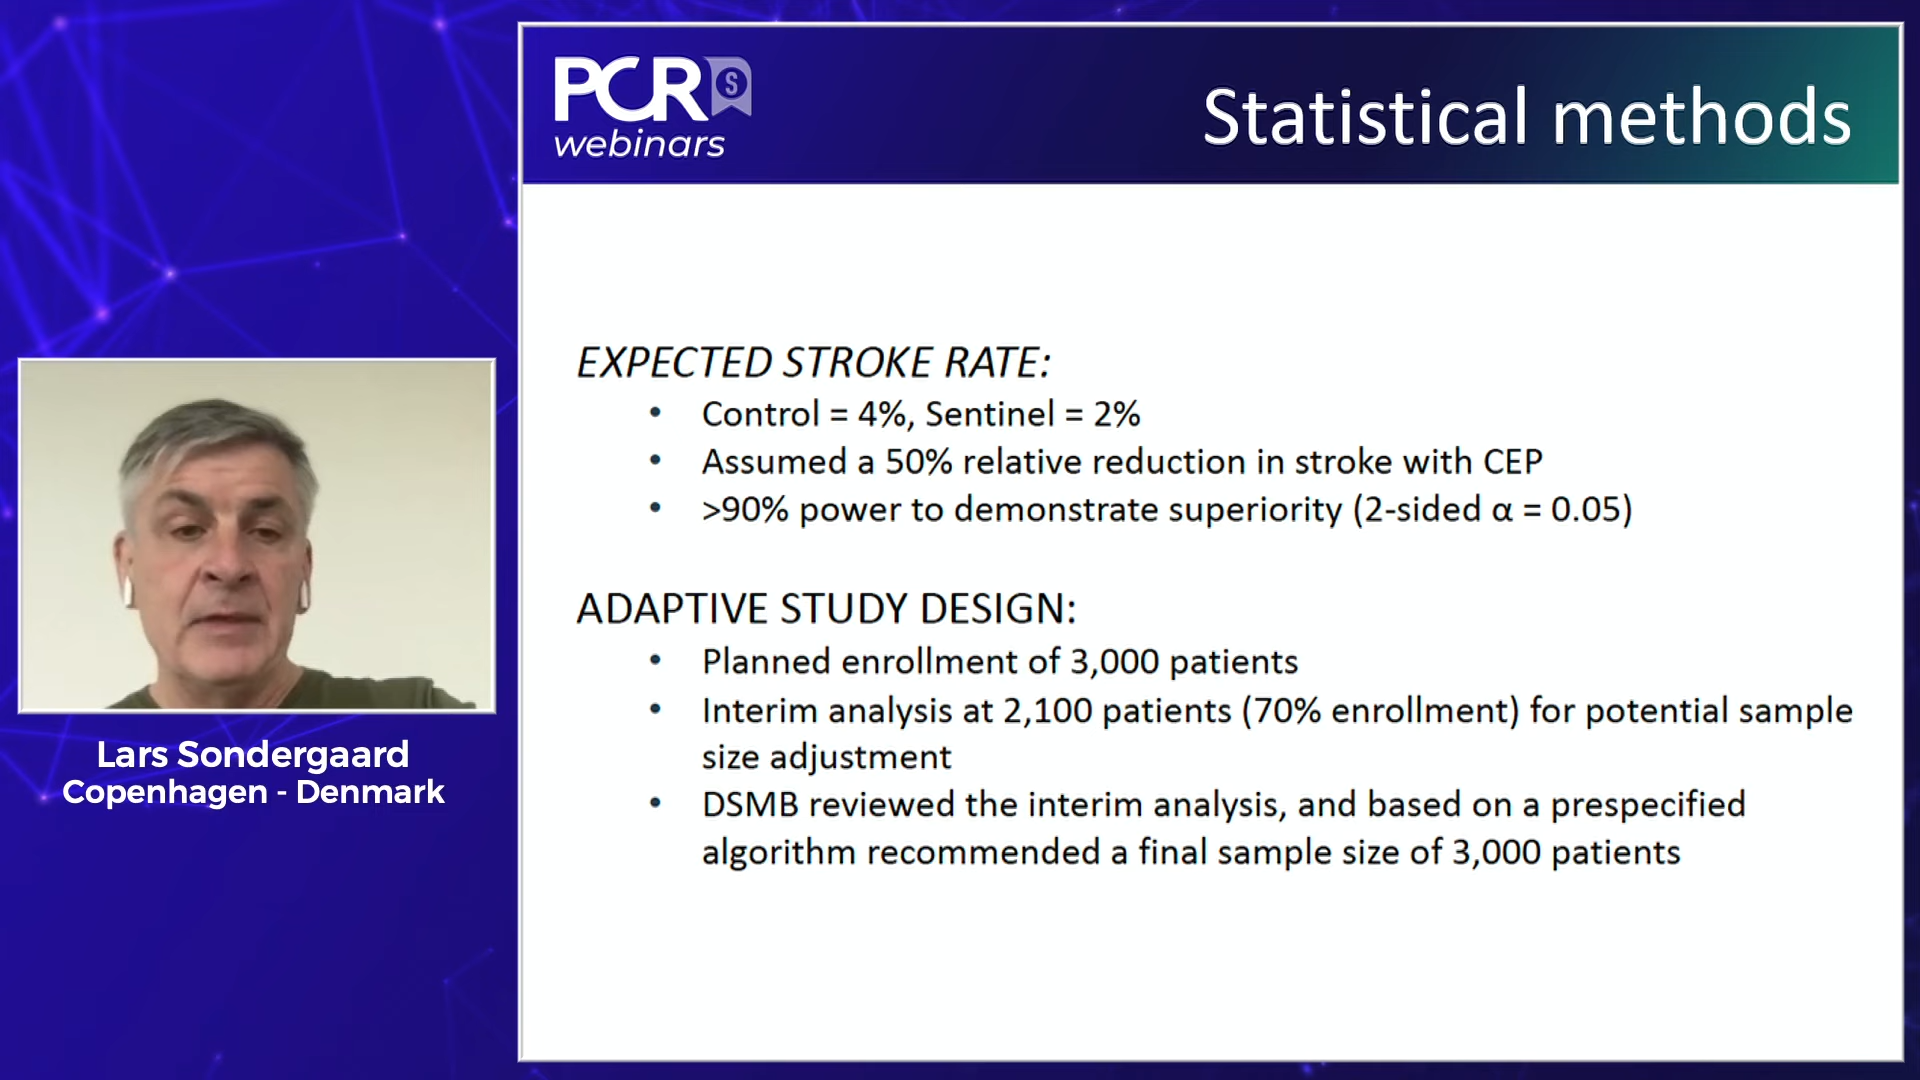 PCR S
webinars
Statistical methods
EXPECTED STROKE RATE:
• Control = 4%, Sentinel = 2%
• Assumed a 50% relative reduction in stroke with CEP
• >90% power to demonstrate superiority (2-sided α = 0.05)
ADAPTIVE STUDY DESIGN:
• Planned enrollment of 3,000 patients
• Interim analysis at 2,100 patients (70% enrollment) for potential sample
size adjustment
• DSMB reviewed the interim analysis, and based on a prespecified
algorithm recommended a final sample size of 3,000 patients
Lars Sondergaard
Copenhagen - Denmark